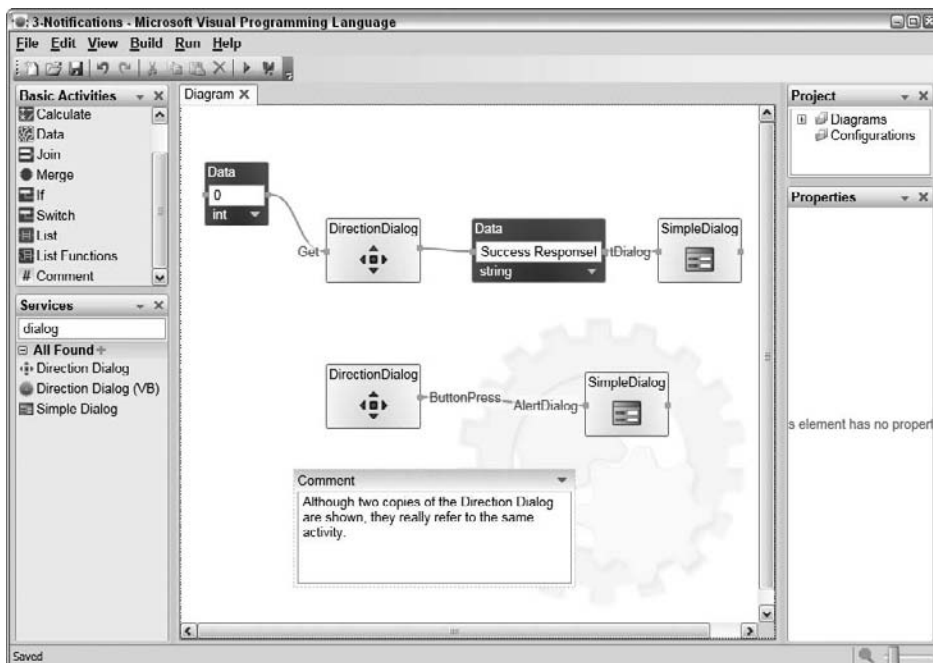 3-Notifications - Microsoft Visual Programming Language
File Edit View Build Run Help
Basic Activities
Calculate
Data
Join
Merge
If
Switch
List
List Functions
# Comment
Services
dialog
All Found
Direction Dialog
Direction Dialog (VB)
Simple Dialog
Diagram
Data
0
int
Get
DirectionDialog
Data
Success Response!
string
rtDialog
SimpleDialog
DirectionDialog
ButtonPress
AlertDialog
SimpleDialog
Comment
Although two copies of the Direction Dialog
are shown, they really refer to the same
activity.
Project
Diagrams
Configurations
Properties
s element has no propert
Saved